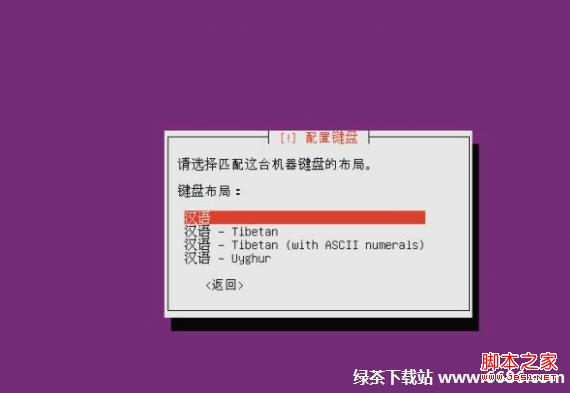 [!] 配置键盘
请选择匹配这台机器键盘的布局。
键盘布局：
汉语
汉语 - Tibetan
汉语 - Tibetan (with ASCII numerals)
汉语 - Uyghur
<返回>
脚本之家
绿茶下载站